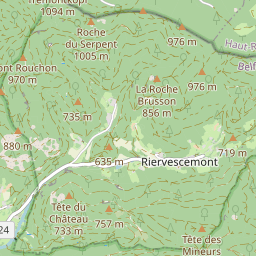 1094 m
Roche
du Serpent
1005 m
976 m
Haut
nt Rouchon
970 m
La Roche
Brusson
856 m
976 m
735 m
880 m
635 m
Riervescemont
719 m
Tête du
Château
733 m
757 m
24
Tête des
Mineurs